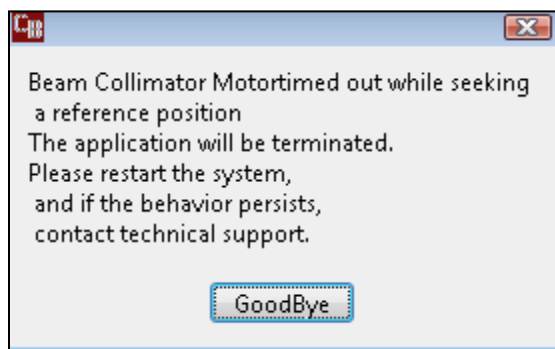 Beam Collimator Motortimed out while seeking
a reference position
The application will be terminated.
Please restart the system,
and if the behavior persists,
contact technical support.
GoodBye